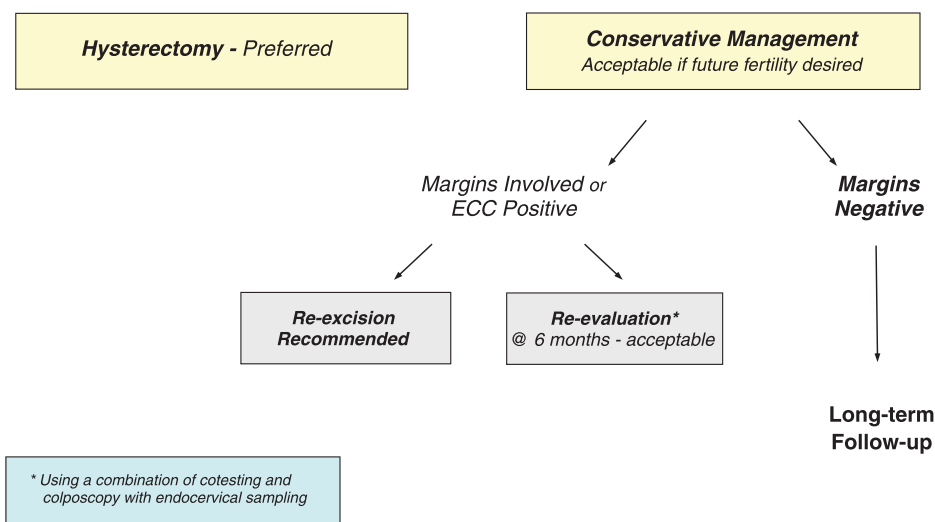 Hysterectomy - Preferred
Conservative Management
Acceptable if future fertility desired
Margins Involved or
ECC Positive
Margins
Negative
Re-excision
Recommended
Re-evaluation*
@ 6 months - acceptable
Long-term
Follow-up
* Using a combination of cotesting and
colposcopy with endocervical sampling